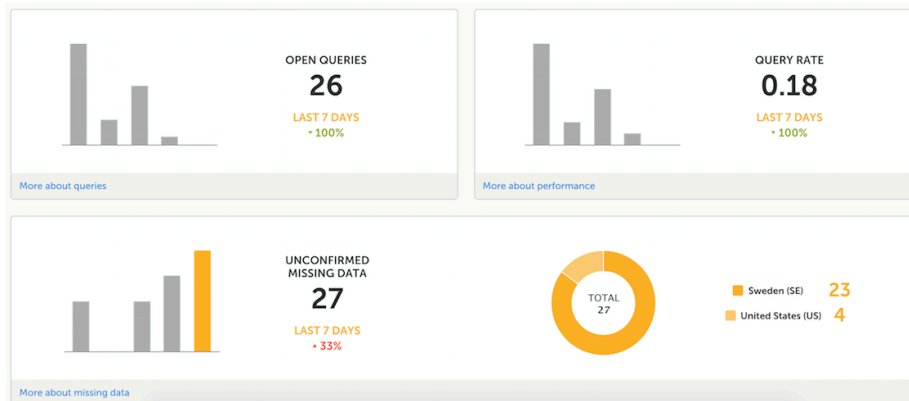 OPEN QUERIES
26
LAST 7 DAYS
100%
More about queries
QUERY RATE
0.18
LAST 7 DAYS
100%
More about performance
UNCONFIRMED
MISSING DATA
27
LAST 7 DAYS
33%
TOTAL
27
Sweden (SE) 23
United States (US) 4
More about missing data